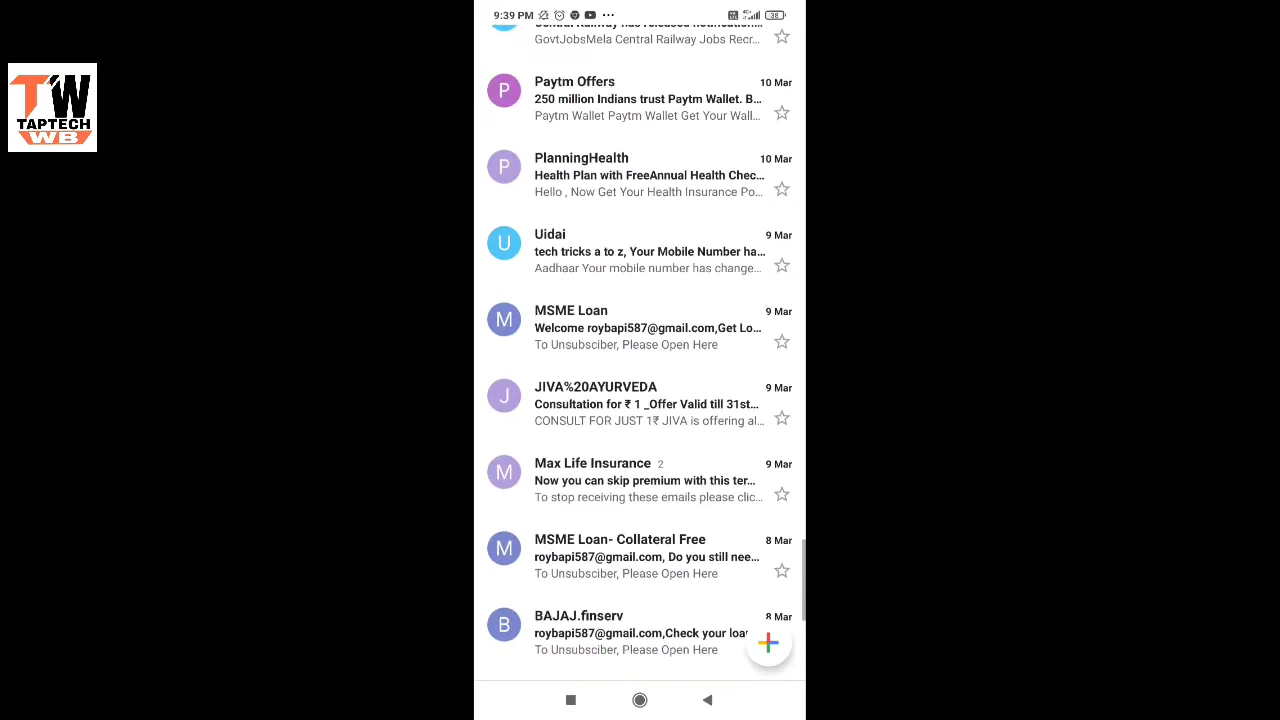 9:39 PM
38
TW
TAPTECH
WB
GovtJobsMela Central Railway Jobs Recr...
P
Paytm Offers
10 Mar
250 million Indians trust Paytm Wallet. B...
Paytm Wallet Paytm Wallet Get Your Wall...
P
PlanningHealth
10 Mar
Health Plan with FreeAnnual Health Chec...
Hello , Now Get Your Health Insurance Po...
U
Uidai
9 Mar
tech tricks a to z, Your Mobile Number ha...
Aadhaar Your mobile number has change...
M
MSME Loan
9 Mar
Welcome roybapi587@gmail.com,Get Lo...
To Unsubsciber, Please Open Here
J
JIVA%20AYURVEDA
9 Mar
Consultation for ₹ 1 _Offer Valid till 31st...
CONSULT FOR JUST 1₹ JIVA is offering al...
M
Max Life Insurance 2
9 Mar
Now you can skip premium with this ter...
To stop receiving these emails please clic...
M
MSME Loan- Collateral Free
8 Mar
roybapi587@gmail.com, Do you still nee...
To Unsubsciber, Please Open Here
B
BAJAJ.finserv
8 Mar
roybapi587@gmail.com,Check your loa
To Unsubsciber, Please Open Here